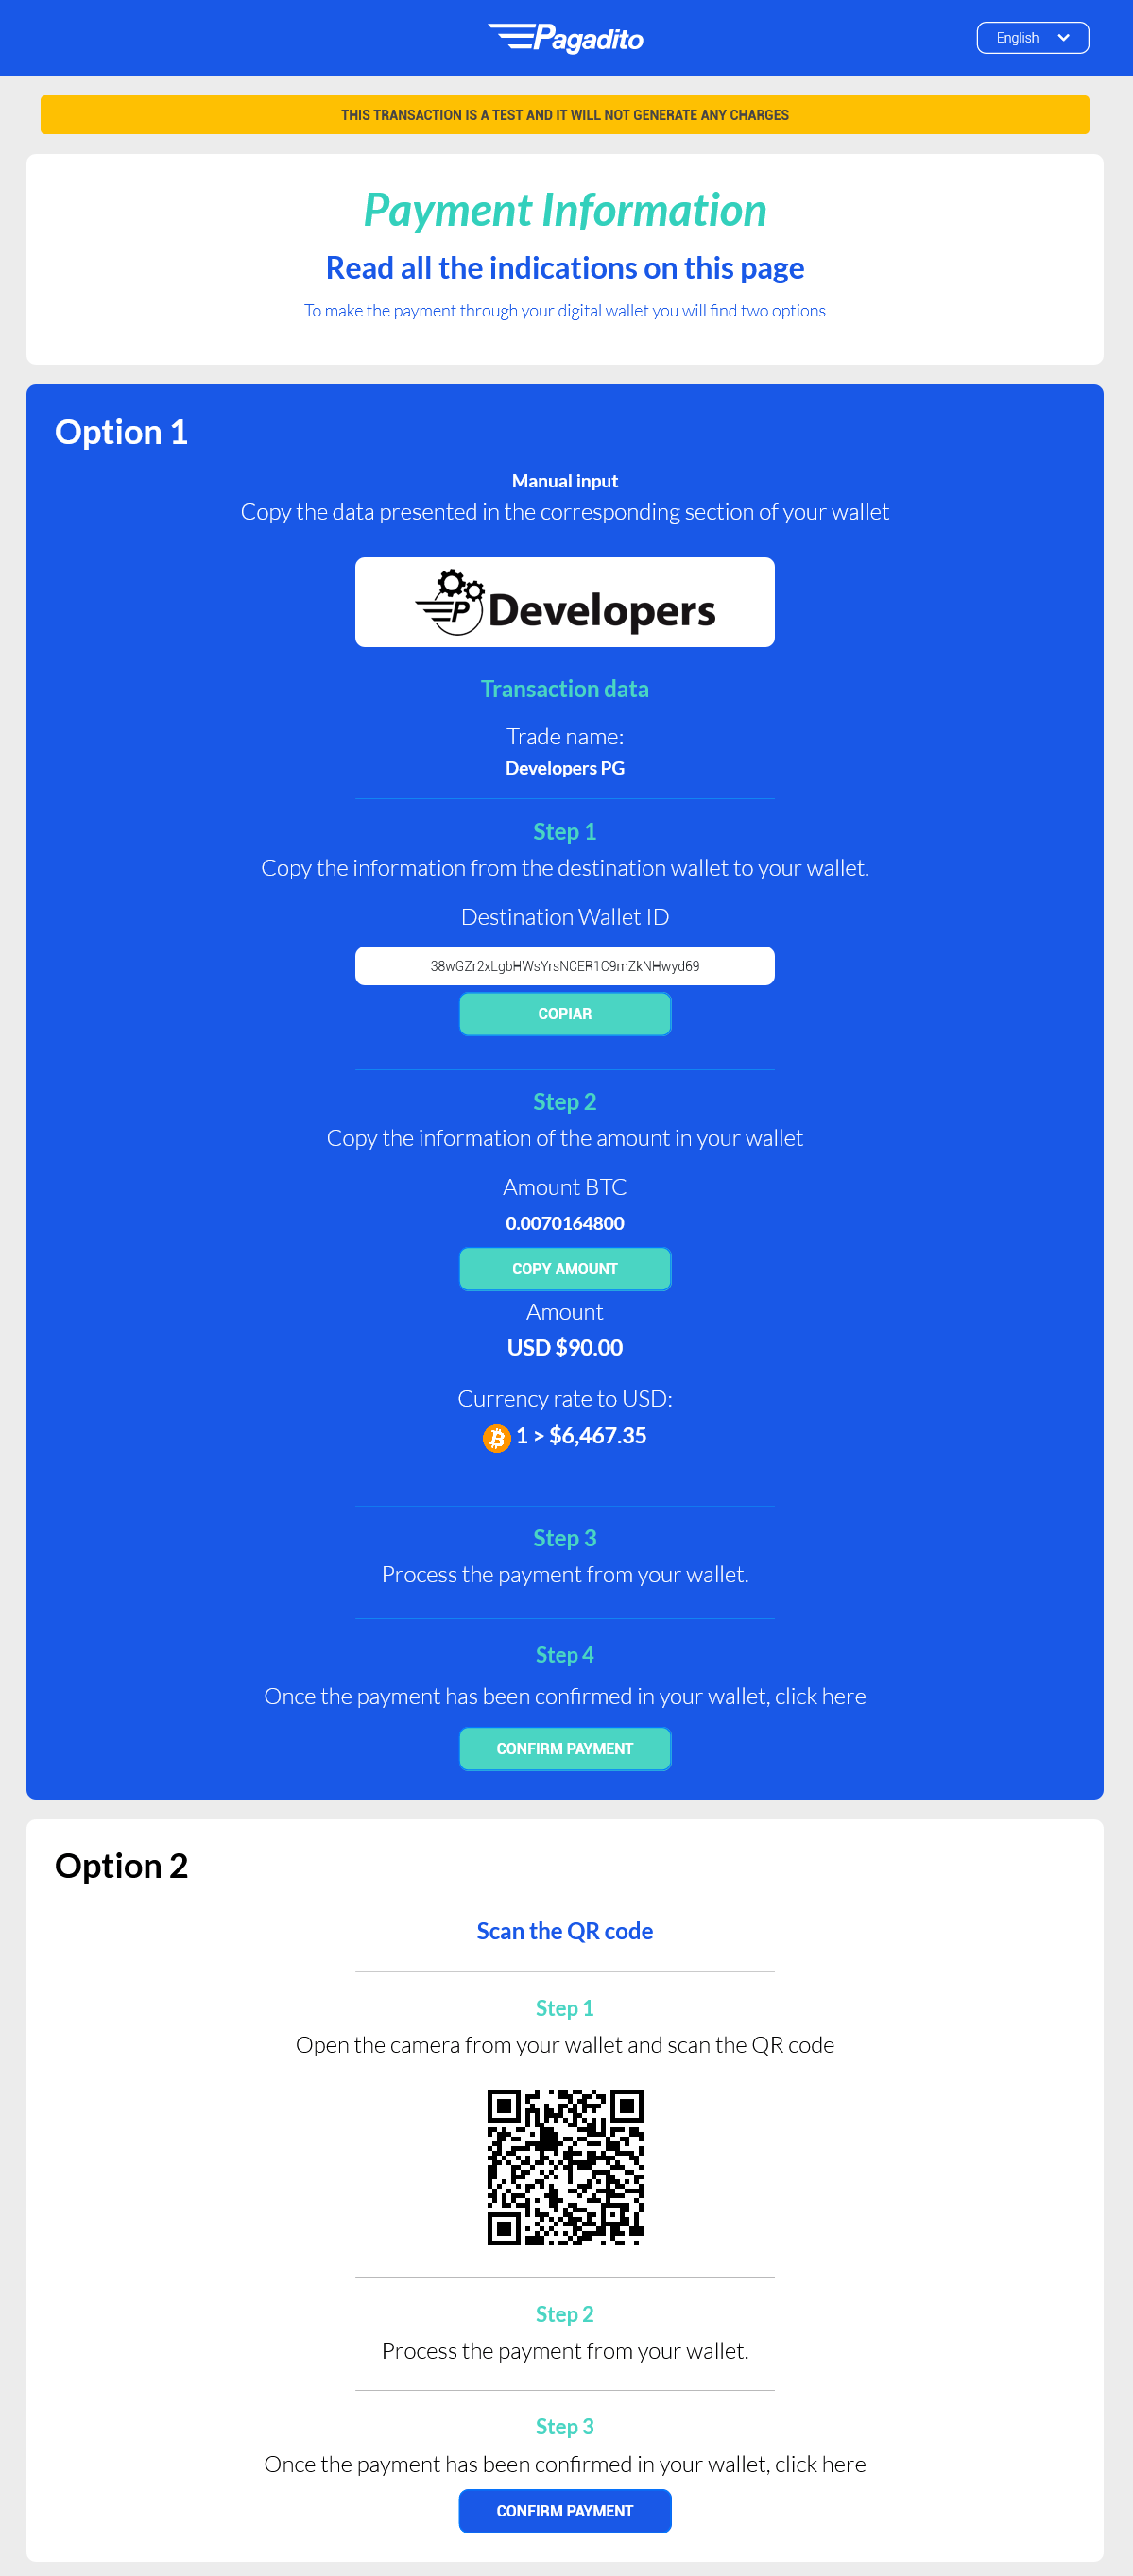 Pagadito
English
THIS TRANSACTION IS A TEST AND IT WILL NOT GENERATE ANY CHARGES
Payment Information
Read all the indications on this page
To make the payment through your digital wallet you will find two options
Option 1
Manual input
Copy the data presented in the corresponding section of your wallet
P Developers
Transaction data
Trade name:
Developers PG
Step 1
Copy the information from the destination wallet to your wallet.
Destination Wallet ID
38wGZr2xLgbHWsYrsNCER1C9mZkNHwyd69
COPIAR
Step 2
Copy the information of the amount in your wallet
Amount BTC
0.0070164800
COPY AMOUNT
Amount
USD $90.00
Currency rate to USD:
1 > $6,467.35
Step 3
Process the payment from your wallet.
Step 4
Once the payment has been confirmed in your wallet, click here
CONFIRM PAYMENT
Option 2
Scan the QR code
Step 1
Open the camera from your wallet and scan the QR code
Step 2
Process the payment from your wallet.
Step 3
Once the payment has been confirmed in your wallet, click here
CONFIRM PAYMENT